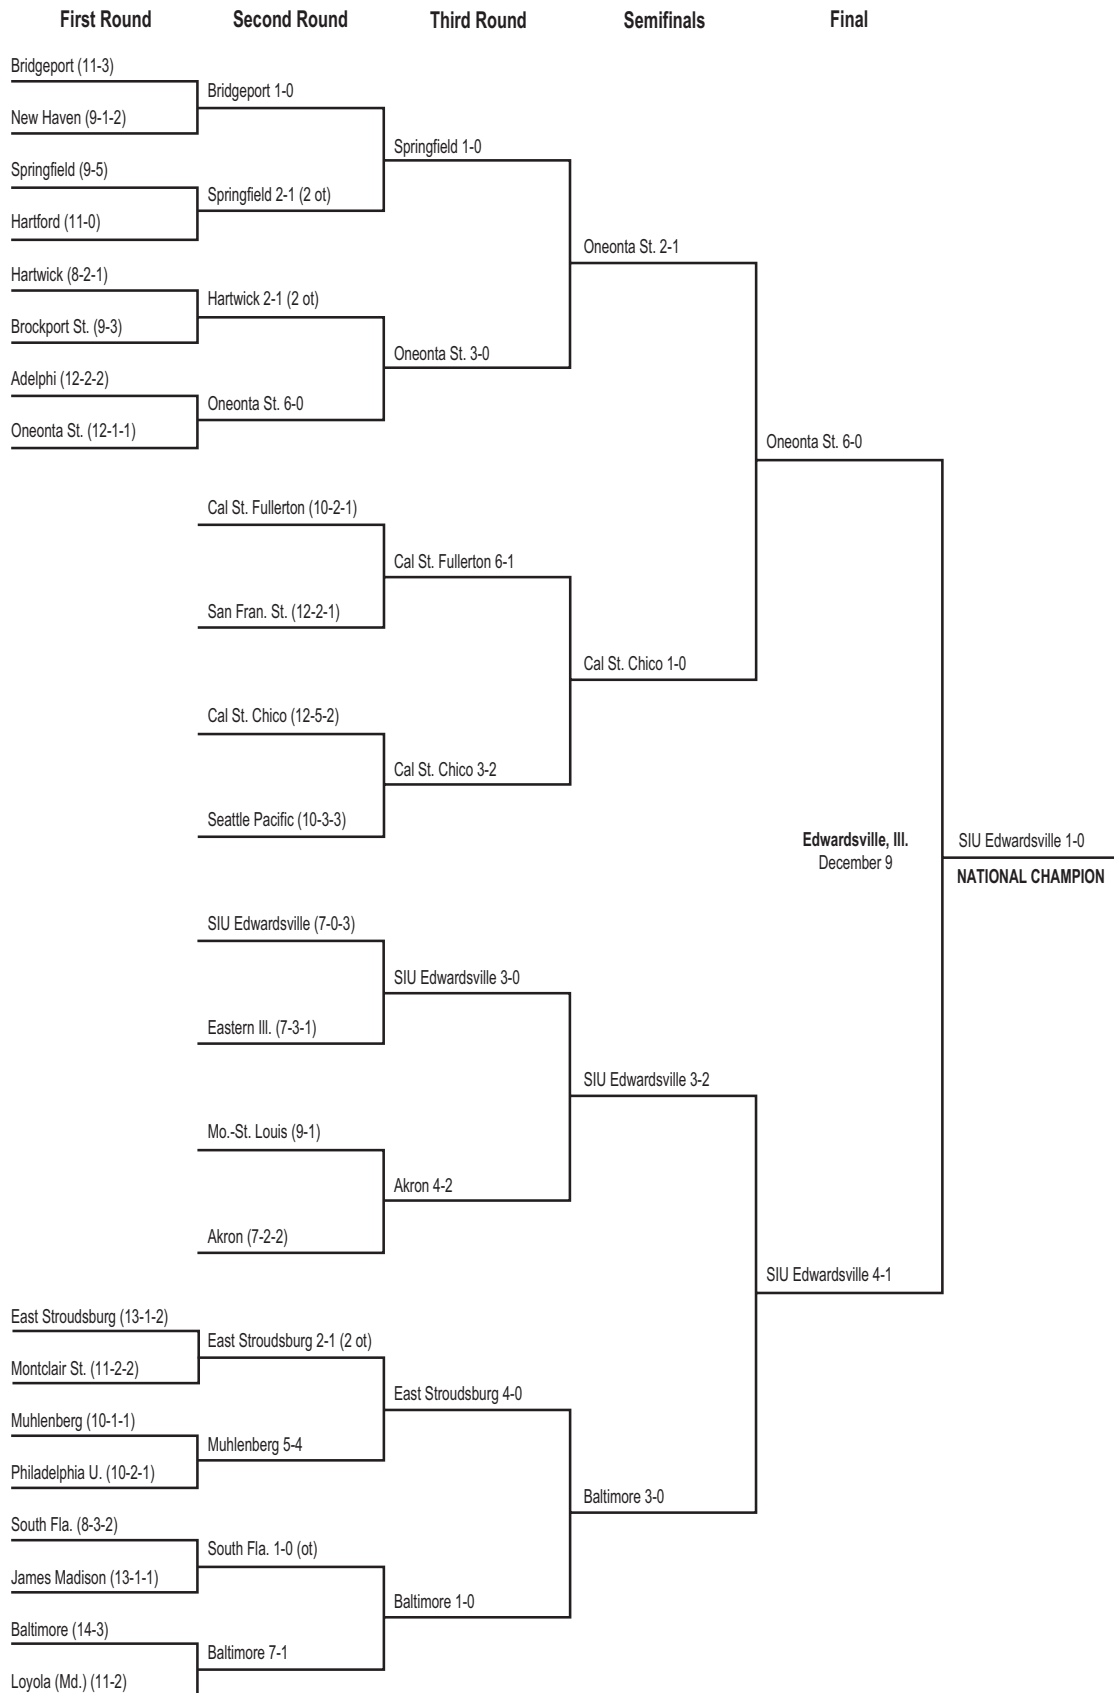 First Round Second Round Third Round Semifinals Final
Bridgeport (11-3)
Bridgeport 1-0
New Haven (9-1-2)
Springfield 1-0
Springfield (9-5)
Springfield 2-1 (2 ot)
Hartford (11-0)
Oneonta St. 2-1
Hartwick (8-2-1)
Hartwick 2-1 (2 ot)
Brockport St. (9-3)
Oneonta St. 3-0
Adelphi (12-2-2)
Oneonta St. 6-0
Oneonta St. (12-1-1)
Oneonta St. 6-0
Cal St. Fullerton (10-2-1)
Cal St. Fullerton 6-1
San Fran. St. (12-2-1)
Cal St. Chico 1-0
Cal St. Chico (12-5-2)
Cal St. Chico 3-2
Seattle Pacific (10-3-3)
Edwardsville, Ill.
December 9
SIU Edwardsville 1-0
NATIONAL CHAMPION
SIU Edwardsville (7-0-3)
SIU Edwardsville 3-0
Eastern Ill. (7-3-1)
SIU Edwardsville 3-2
Mo.-St. Louis (9-1)
Akron 4-2
Akron (7-2-2)
SIU Edwardsville 4-1
East Stroudsburg (13-1-2)
East Stroudsburg 2-1 (2 ot)
Montclair St. (11-2-2)
East Stroudsburg 4-0
Muhlenberg (10-1-1)
Muhlenberg 5-4
Philadelphia U. (10-2-1)
Baltimore 3-0
South Fla. (8-3-2)
South Fla. 1-0 (ot)
James Madison (13-1-1)
Baltimore 1-0
Baltimore (14-3)
Baltimore 7-1
Loyola (Md.) (11-2)